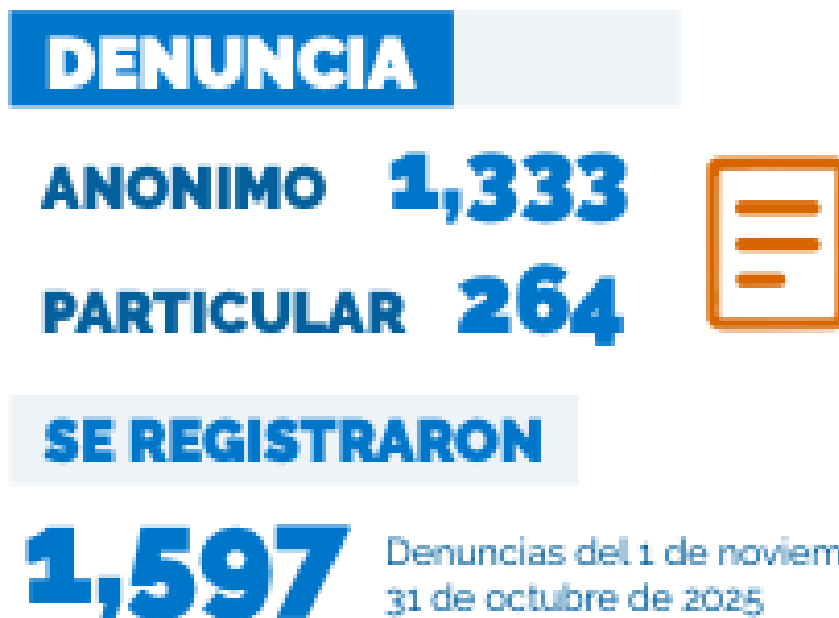 DENUNCIA
ANONIMO 1,333
PARTICULAR 264
SE REGISTRARON
1,597
Denuncias del 1 de noviem
31 de octubre de 2025